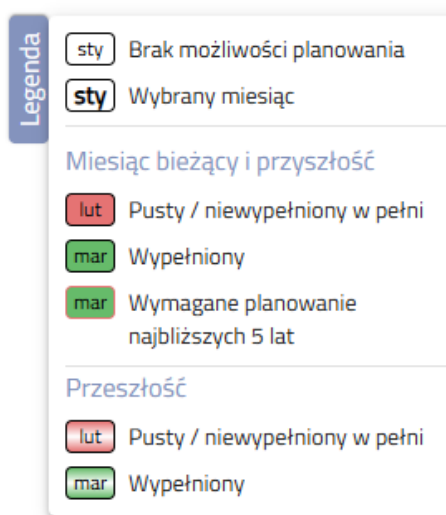 Legenda
sty Brak możliwości planowania
sty Wybrany miesiąc
Miesiąc bieżący i przyszłość
lut Pusty / niewypełniony w pełni
mar Wypełniony
mar Wymagane planowanie
najbliższych 5 lat
Przeszłość
lut Pusty / niewypełniony w pełni
mar Wypełniony